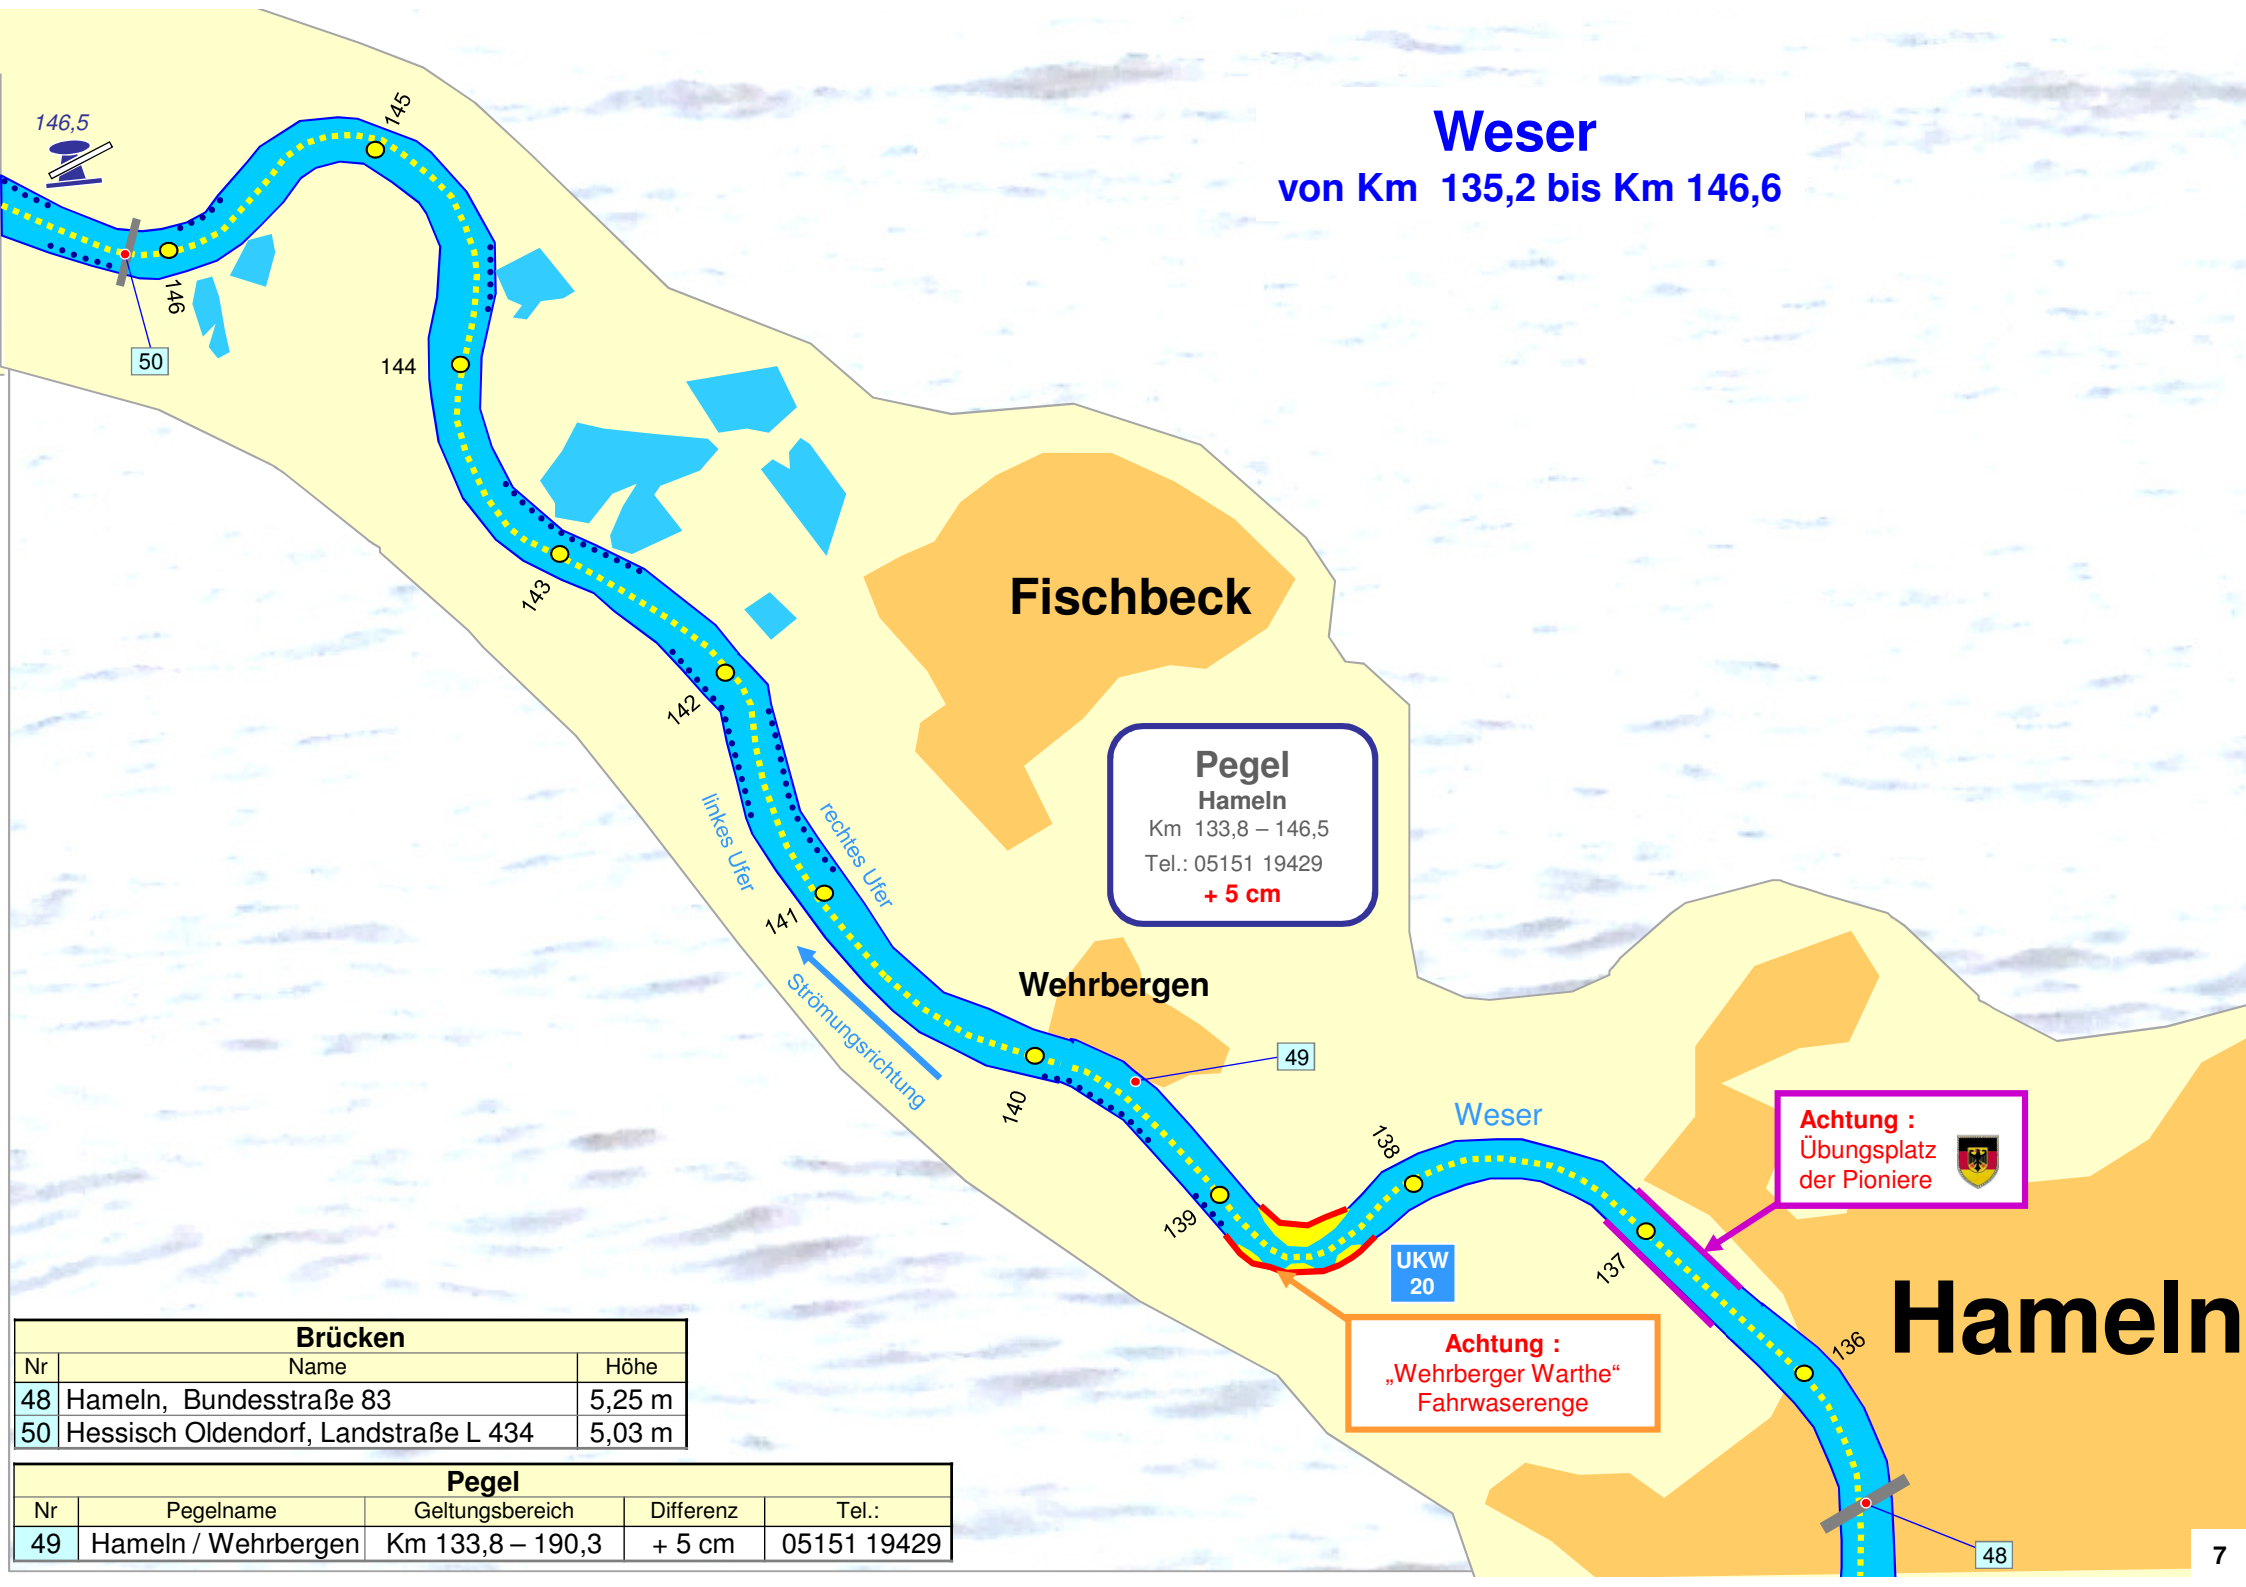 Weser
von Km 135,2 bis Km 146,6
146,5
145
146
50
144
143
142
Fischbeck
linkes Ufer
rechtes Ufer
Pegel
Hameln
Km 133,8 – 146,5
Tel.: 05151 19429
+ 5 cm
141
Strömungsrichtung
Wehrbergen
49
140
139
138
Weser
UKW
20
137
Achtung :
Übungsplatz
der Pioniere
Hameln
136
Achtung :
„Wehrberger Warthe“
Fahrwaserenge
48
Brücken
Nr Name Höhe
48 Hameln, Bundesstraße 83 5,25 m
50 Hessisch Oldendorf, Landstraße L 434 5,03 m
Pegel
Nr Pegelname Geltungsbereich Differenz Tel.:
49 Hameln / Wehrbergen Km 133,8 – 190,3 + 5 cm 05151 19429
7